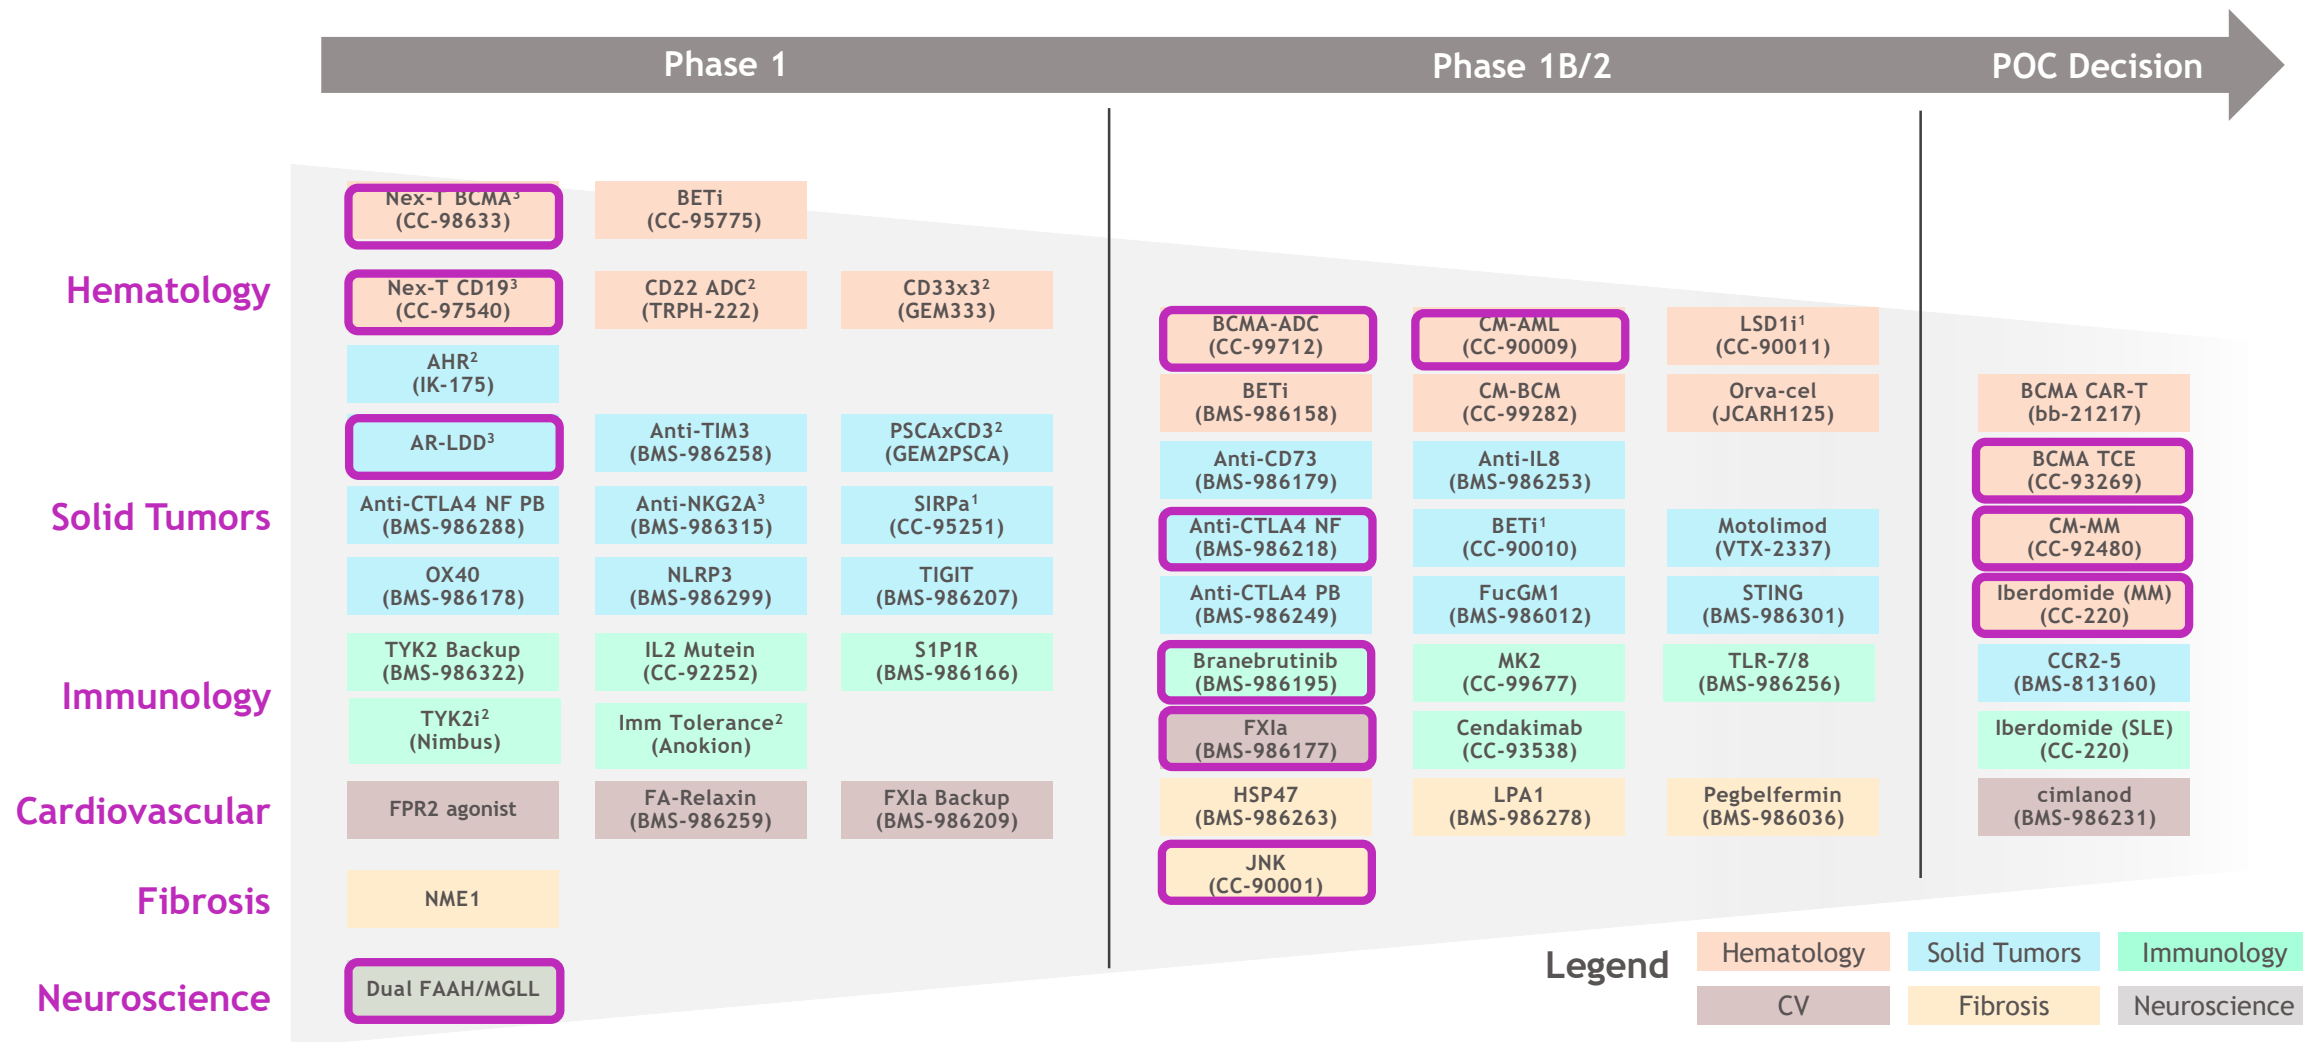 Phase 1
Phase 1B/2
POC Decision
Hematology
Nex-T BCMA³
(CC-98633)
BETi
(CC-95775)
Nex-T CD19³
(CC-97540)
CD22 ADC²
(TRPH-222)
CD33x3²
(GEM333)
Solid Tumors
AHR²
(IK-175)
AR-LDD³
Anti-TIM3
(BMS-986258)
PSCAxCD3²
(GEM2PSCA)
Anti-CTLA4 NF PB
(BMS-986288)
Anti-NKG2A³
(BMS-986315)
SIRPa¹
(CC-95251)
OX40
(BMS-986178)
NLRP3
(BMS-986299)
TIGIT
(BMS-986207)
Immunology
TYK2 Backup
(BMS-986322)
IL2 Mutein
(CC-92252)
S1P1R
(BMS-986166)
TYK2i²
(Nimbus)
Imm Tolerance²
(Anokion)
Cardiovascular
FPR2 agonist
FA-Relaxin
(BMS-986259)
FXIa Backup
(BMS-986209)
Fibrosis
NME1
Neuroscience
Dual FAAH/MGLL
BCMA-ADC
(CC-99712)
CM-AML
(CC-90009)
LSD1i¹
(CC-90011)
BETi
(BMS-986158)
CM-BCM
(CC-99282)
Orva-cel
(JCARH125)
Anti-CD73
(BMS-986179)
Anti-IL8
(BMS-986253)
Anti-CTLA4 NF
(BMS-986218)
BETi¹
(CC-90010)
Motolimod
(VTX-2337)
Anti-CTLA4 PB
(BMS-986249)
FucGM1
(BMS-986012)
STING
(BMS-986301)
Branebrutinib
(BMS-986195)
MK2
(CC-99677)
TLR-7/8
(BMS-986256)
FXIa
(BMS-986177)
Cendakimab
(CC-93538)
HSP47
(BMS-986263)
LPA1
(BMS-986278)
Pegbelfermin
(BMS-986036)
JNK
(CC-90001)
BCMA CAR-T
(bb-21217)
BCMA TCE
(CC-93269)
CM-MM
(CC-92480)
Iberdomide (MM)
(CC-220)
CCR2-5
(BMS-813160)
Iberdomide (SLE)
(CC-220)
cimlanod
(BMS-986231)
Legend
Hematology
Solid Tumors
Immunology
CV
Fibrosis
Neuroscience